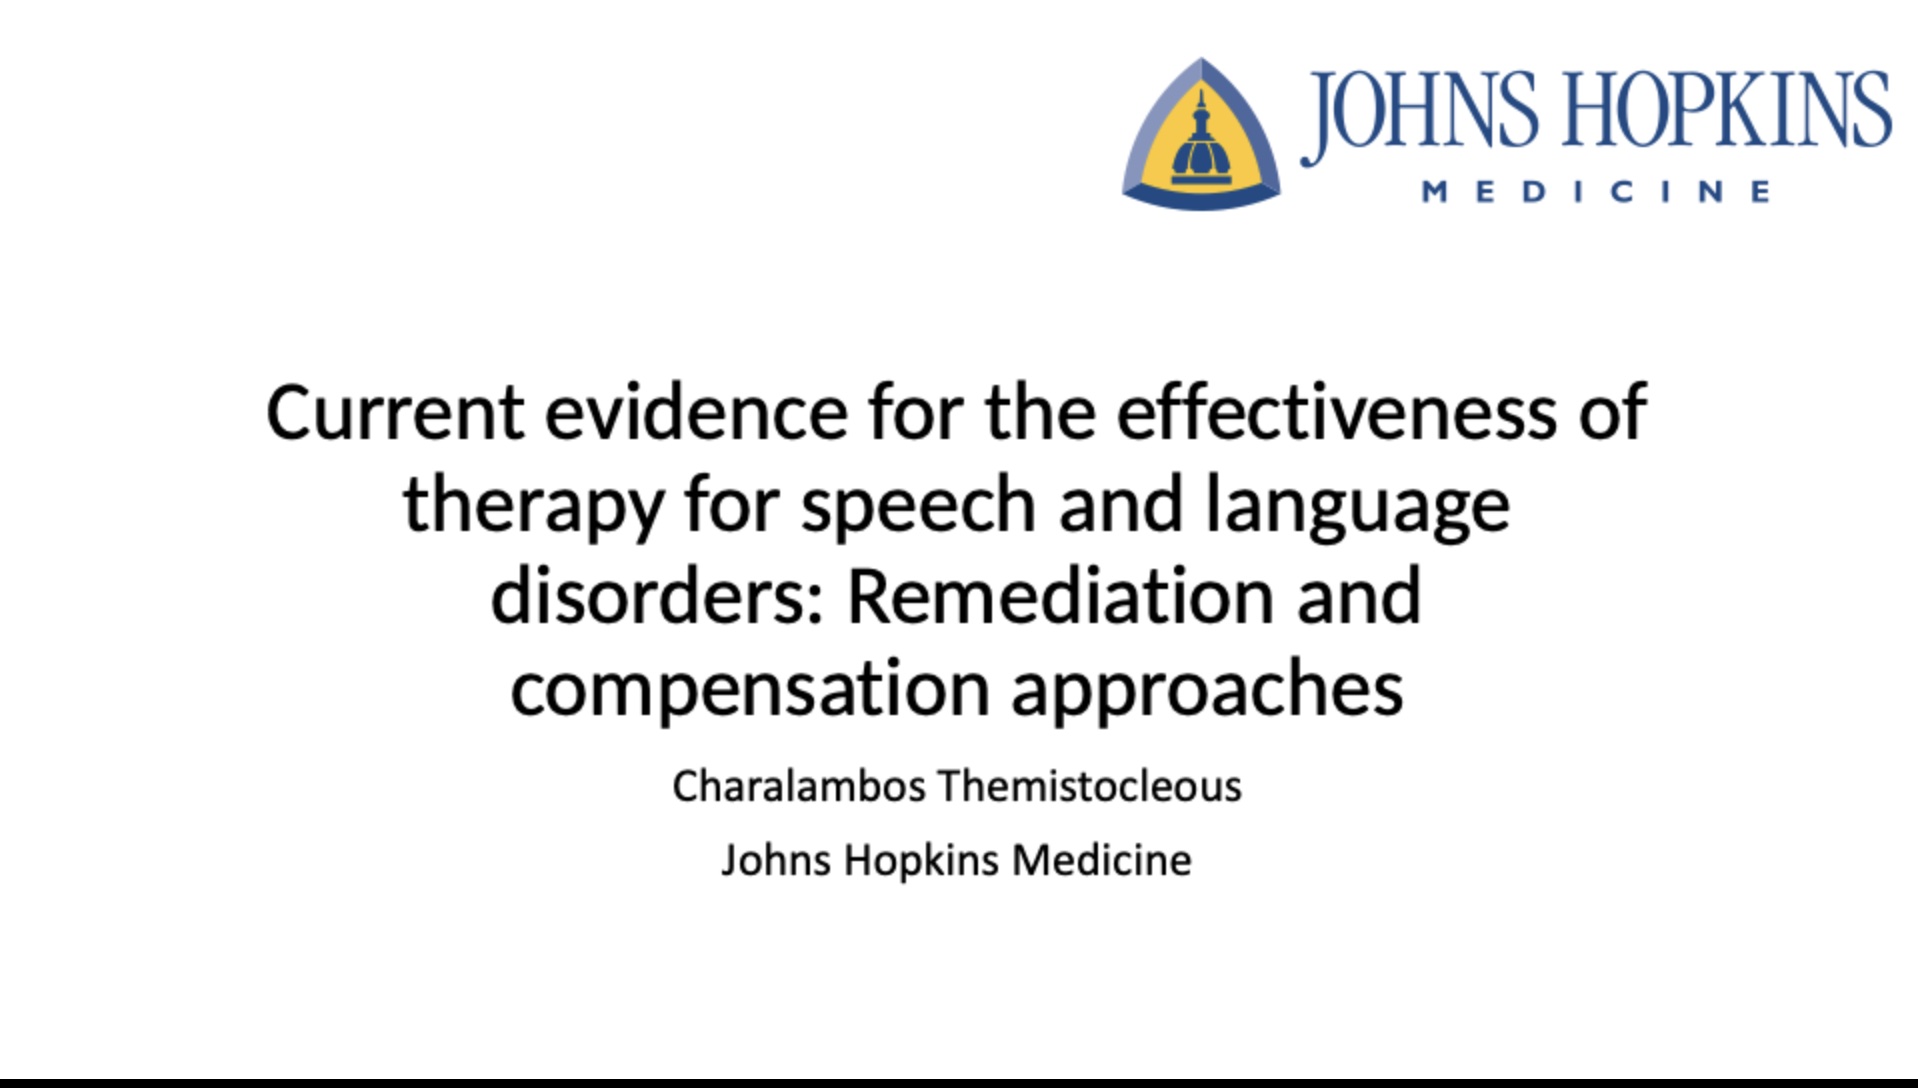 JOHNS HOPKINS
MEDICINE
Current evidence for the effectiveness of
therapy for speech and language
disorders: Remediation and
compensation approaches
Charalambos Themistocleous
Johns Hopkins Medicine